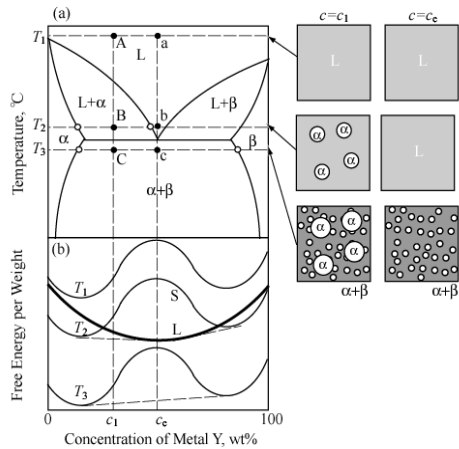 (a)
c=c₁
c=cₑ
T₁
A
a
L
L
L
L+α
L+β
B
b
T₂
α
β
T₃
C
c
α+β
α
α
α
α
L
α
α
α
α
α+β
α+β
Temperature, °C
(b)
T₁
S
T₂
L
T₃
Free Energy per Weight
0
c₁
cₑ
100
Concentration of Metal Y, wt%